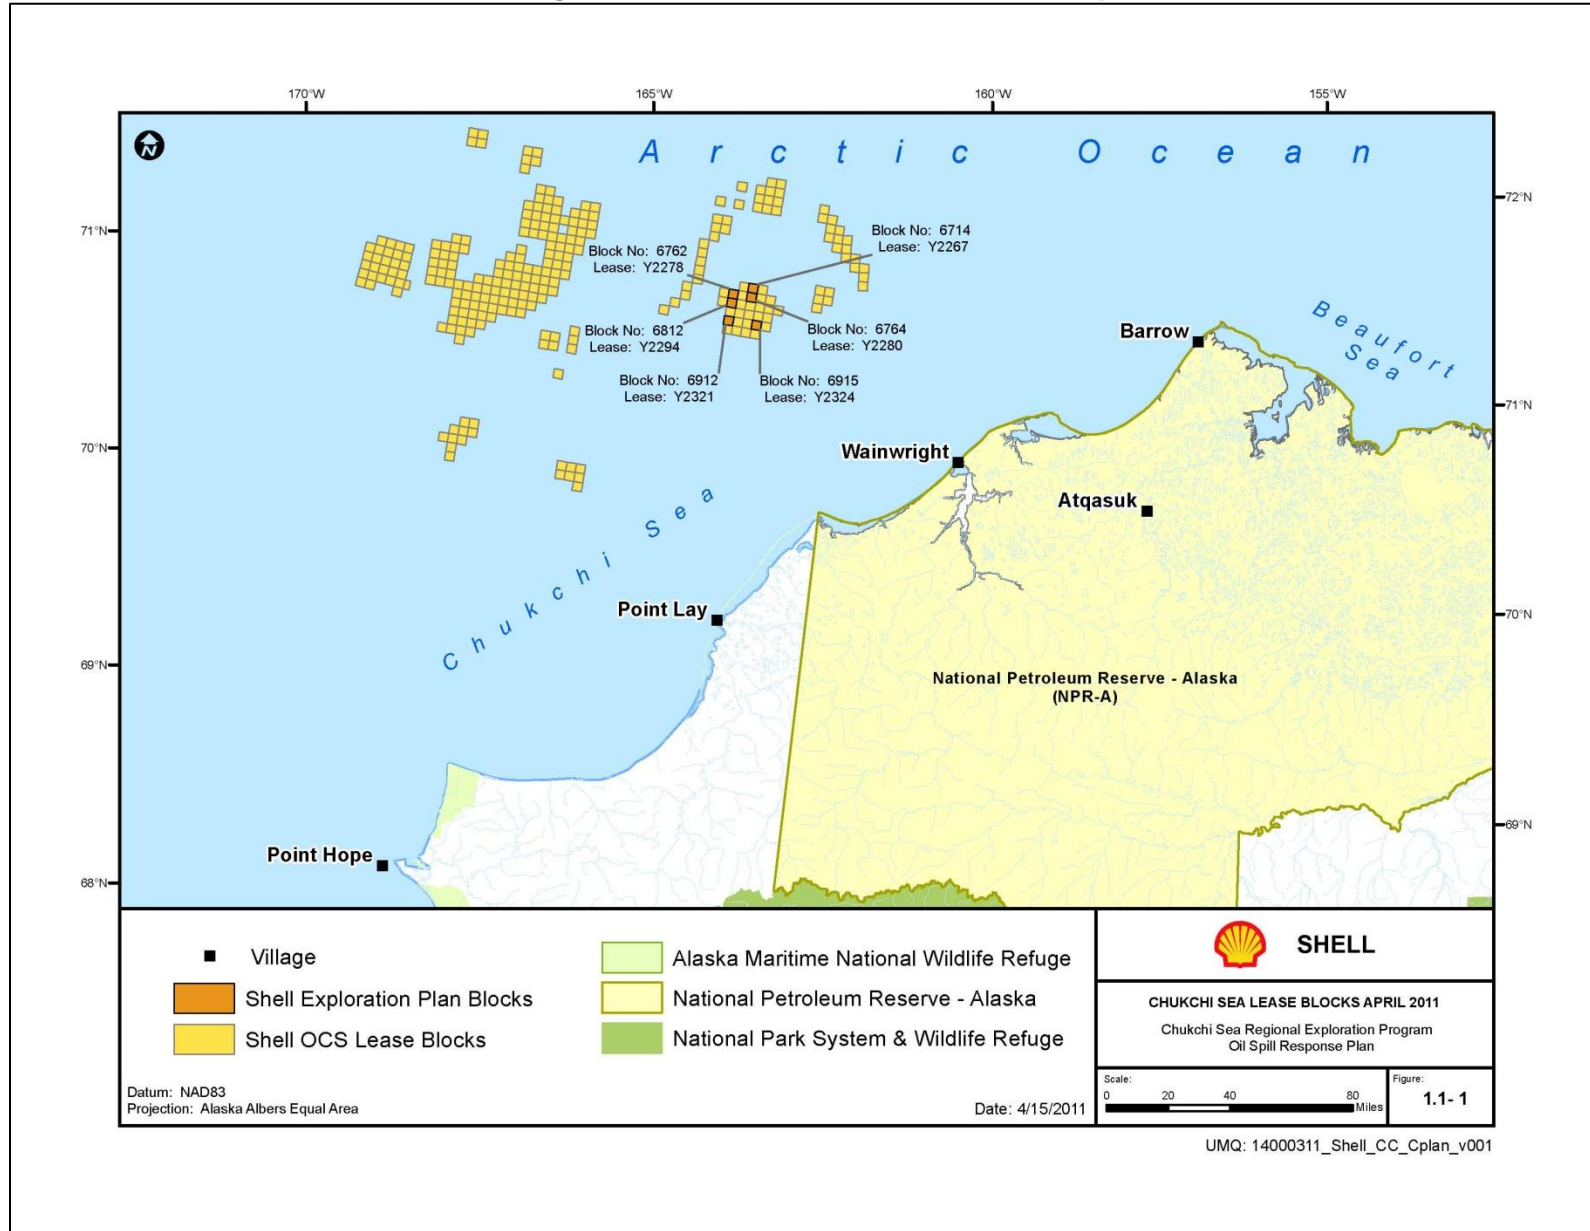 170°W
165°W
160°W
155°W
N
Arctic Ocean
72°N
71°N
Block No: 6714
Lease: Y2267
Block No: 6762
Lease: Y2278
Block No: 6812
Lease: Y2294
Block No: 6764
Lease: Y2280
Block No: 6912
Lease: Y2321
Block No: 6915
Lease: Y2324
Barrow
Beaufort
Sea
71°N
70°N
Wainwright
Atqasuk
Chukchi Sea
Point Lay
70°N
69°N
National Petroleum Reserve - Alaska
(NPR-A)
69°N
Point Hope
68°N
Village
Shell Exploration Plan Blocks
Shell OCS Lease Blocks
Alaska Maritime National Wildlife Refuge
National Petroleum Reserve - Alaska
National Park System & Wildlife Refuge
Datum: NAD83
Projection: Alaska Albers Equal Area
Date: 4/15/2011
SHELL
CHUKCHI SEA LEASE BLOCKS APRIL 2011
Chukchi Sea Regional Exploration Program
Oil Spill Response Plan
Scale:
0 20 40 80
Miles
Figure:
1.1- 1
UMQ: 14000311_Shell_CC_Cplan_v001